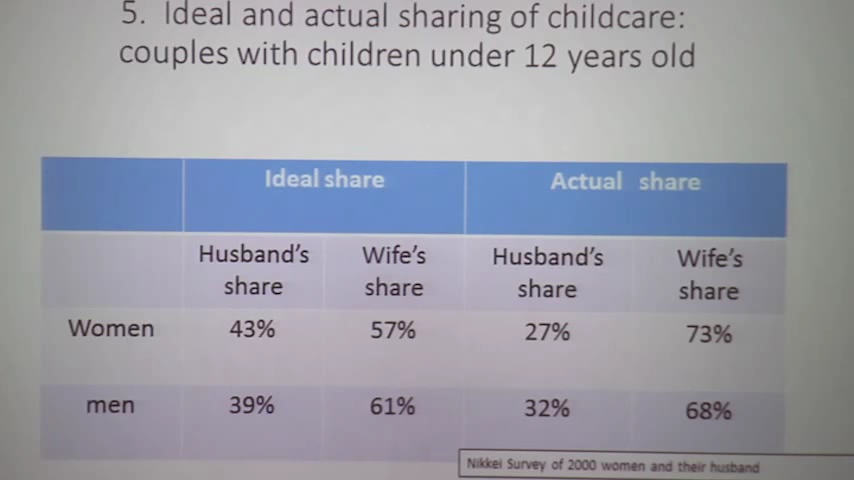 5. Ideal and actual sharing of childcare:
couples with children under 12 years old
Ideal share Actual share
Husband's share Wife's share Husband's share Wife's share
Women 43% 57% 27% 73%
men 39% 61% 32% 68%
Nikkei Survey of 2000 women and their husband